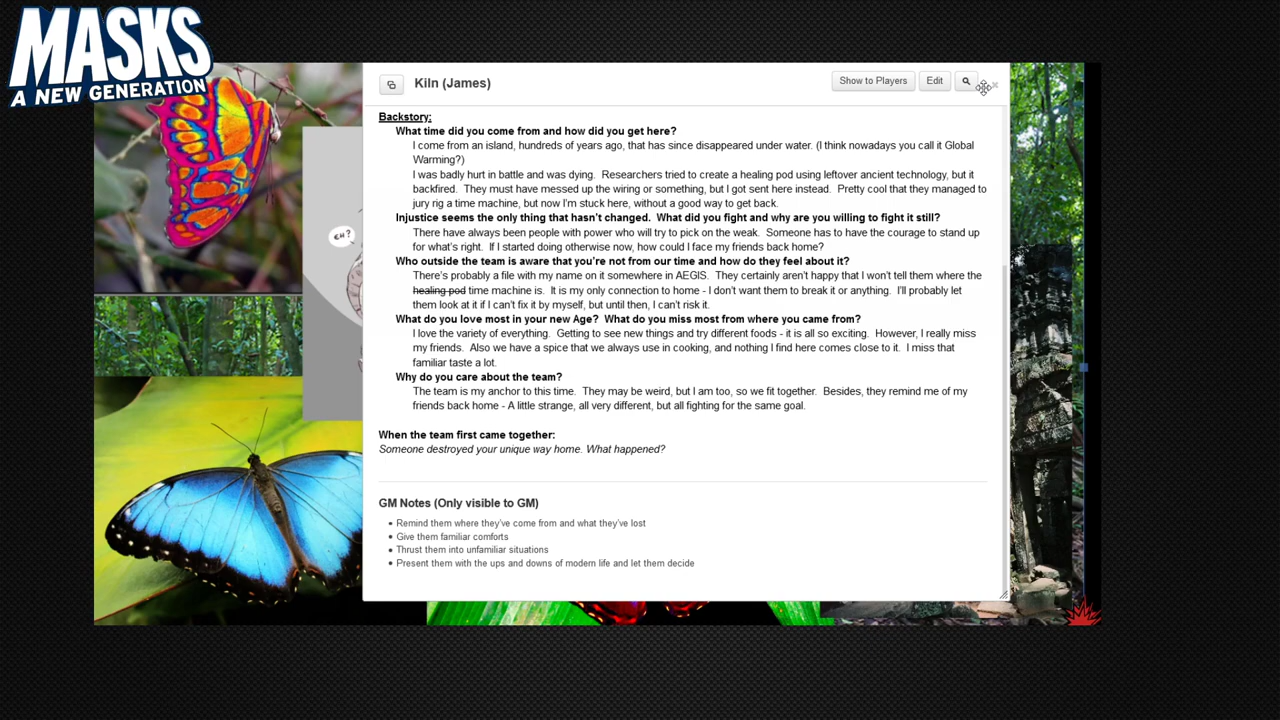 MASKS
A NEW GENERATION
Kiln (James)
Show to Players
Edit
EH?
Backstory:
What time did you come from and how did you get here?
I come from an island, hundreds of years ago, that has since disappeared under water. (I think nowadays you call it Global
Warming?)
I was badly hurt in battle and was dying. Researchers tried to create a healing pod using leftover ancient technology, but it
backfired. They must have messed up the wiring or something, but I got sent here instead. Pretty cool that they managed to
jury rig a time machine, but now I'm stuck here, without a good way to get back.
Injustice seems the only thing that hasn't changed. What did you fight and why are you willing to fight it still?
There have always been people with power who will try to pick on the weak. Someone has to have the courage to stand up
for what's right. If I started doing otherwise now, how could I face my friends back home?
Who outside the team is aware that you're not from our time and how do they feel about it?
There's probably a file with my name on it somewhere in AEGIS. They certainly aren't happy that I won't tell them where the
healing pod time machine is. It is my only connection to home - I don't want them to break it or anything. I'll probably let
them look at it if I can't fix it by myself, but until then, I can't risk it.
What do you love most in your new Age? What do you miss most from where you came from?
I love the variety of everything. Getting to see new things and try different foods - it is all so exciting. However, I really miss
my friends. Also we have a spice that we always use in cooking, and nothing I find here comes close to it. I miss that
familiar taste a lot.
Why do you care about the team?
The team is my anchor to this time. They may be weird, but I am too, so we fit together. Besides, they remind me of my
friends back home - A little strange, all very different, but all fighting for the same goal.
When the team first came together:
Someone destroyed your unique way home. What happened?
GM Notes (Only visible to GM)
• Remind them where they've come from and what they've lost
• Give them familiar comforts
• Thrust them into unfamiliar situations
• Present them with the ups and downs of modern life and let them decide